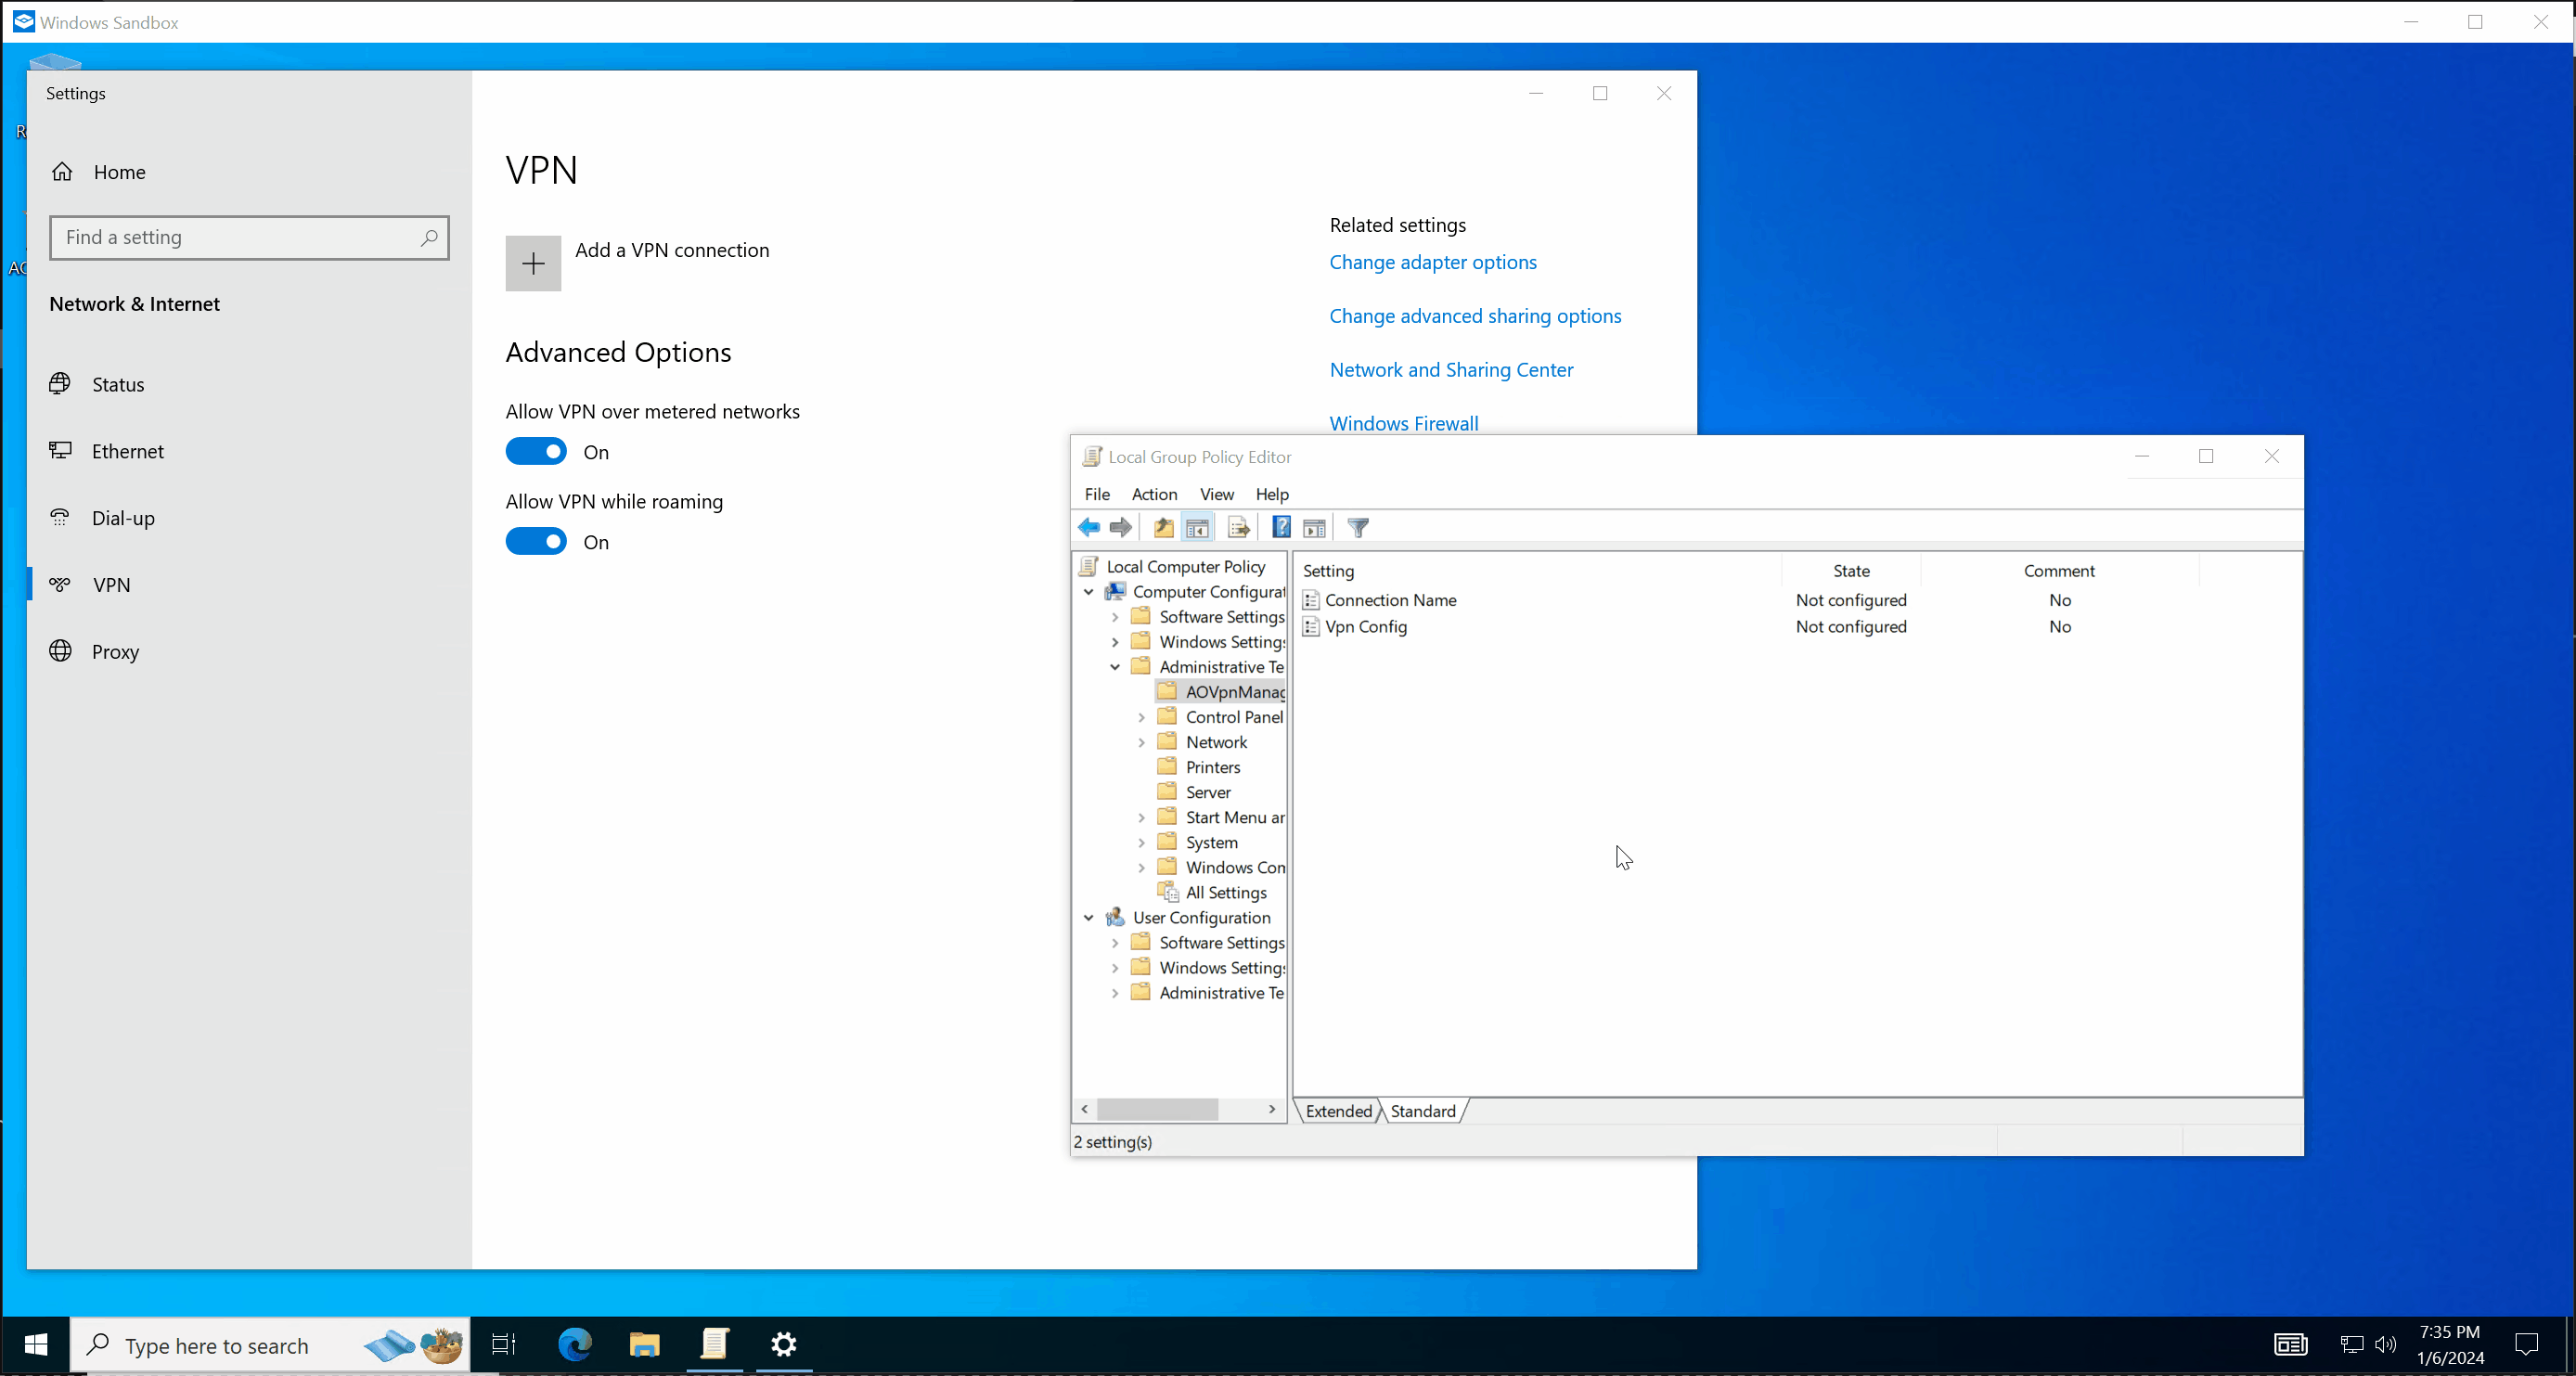 Windows Sandbox
Settings
Home
Find a setting
Network & Internet
Status
Ethernet
Dial-up
VPN
Proxy
VPN
Add a VPN connection
Advanced Options
Allow VPN over metered networks
On
Allow VPN while roaming
On
Related settings
Change adapter options
Change advanced sharing options
Network and Sharing Center
Windows Firewall
Local Group Policy Editor
File Action View Help
Local Computer Policy
Computer Configurat
Software Settings
Windows Setting
Administrative Te
AOVpnManag
Control Panel
Network
Printers
Server
Start Menu ar
System
Windows Con
All Settings
User Configuration
Software Settings
Windows Setting
Administrative Te
Setting State Comment
Connection Name Not configured No
Vpn Config Not configured No
Extended Standard
2 setting(s)
Type here to search
7:35 PM
1/6/2024